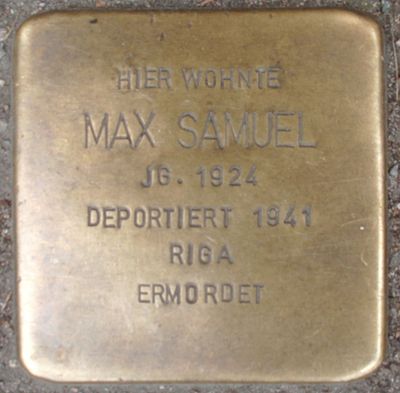 HIER WOHNTE
MAX SAMUEL
JG. 1924
DEPORTIERT 1941
RIGA
ERMORDET